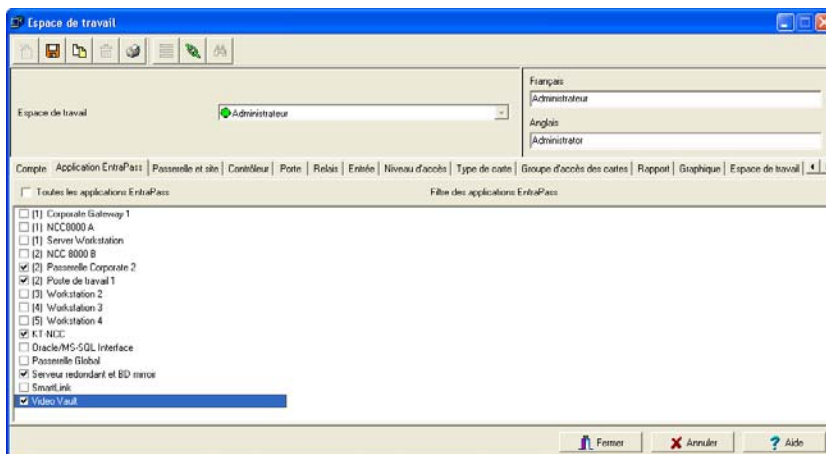 Espace de travail
Français
Administrateur
Espace de travail
Administrateur
Anglais
Administrator
Compte Application EntraPass Passerelle et site Contrôleur Porte Relais Entrée Niveau d'accès Type de carte Groupe d'accès des cartes Rapport Graphique Espace de travail
Toutes les applications EntraPass Filtre des applications EntraPass
(1) Corporate Gateway 1
(1) NCC8000 A
(1) Server Workstation
(2) NCC 8000 B
(2) Passerelle Corporate 2
(2) Poste de travail 1
(3) Workstation 2
(4) Workstation 3
(5) Workstation 4
KT-NCC
Oracle/MS-SQL Interface
Passerelle Global
Serveur redondant et BD mirroir
SmartLink
Video Vault
Fermer Annuler Aide